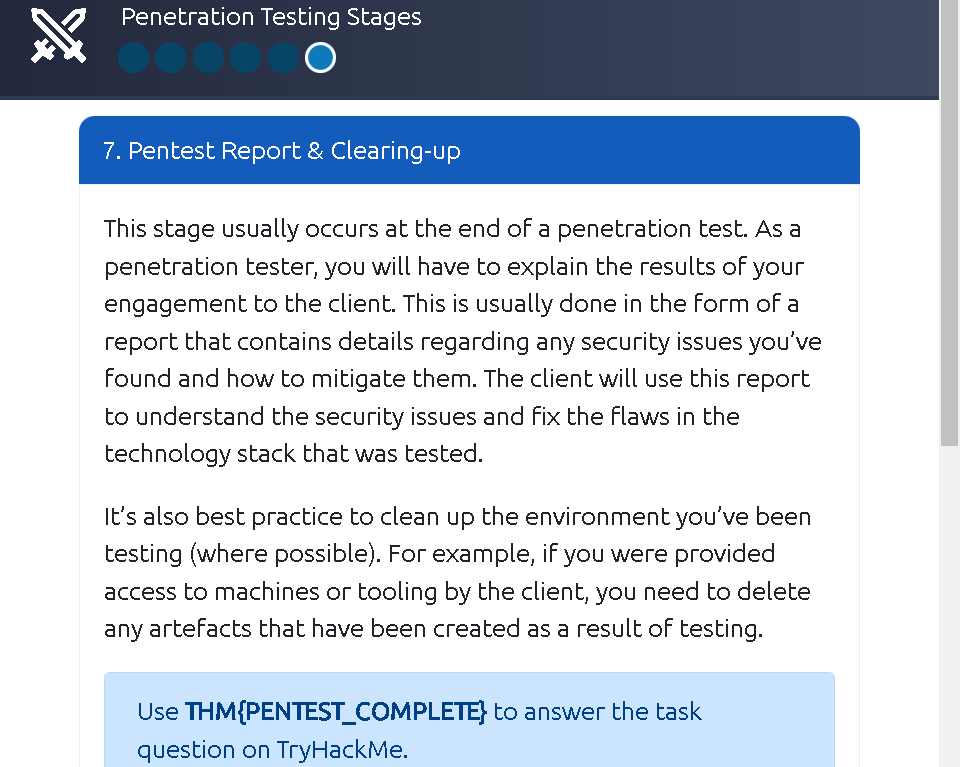 Penetration Testing Stages
7. Pentest Report & Clearing-up
This stage usually occurs at the end of a penetration test. As a
penetration tester, you will have to explain the results of your
engagement to the client. This is usually done in the form of a
report that contains details regarding any security issues you’ve
found and how to mitigate them. The client will use this report
to understand the security issues and fix the flaws in the
technology stack that was tested.
It’s also best practice to clean up the environment you’ve been
testing (where possible). For example, if you were provided
access to machines or tooling by the client, you need to delete
any artefacts that have been created as a result of testing.
Use THM{PENTEST_COMPLETE} to answer the task
question on TryHackMe.